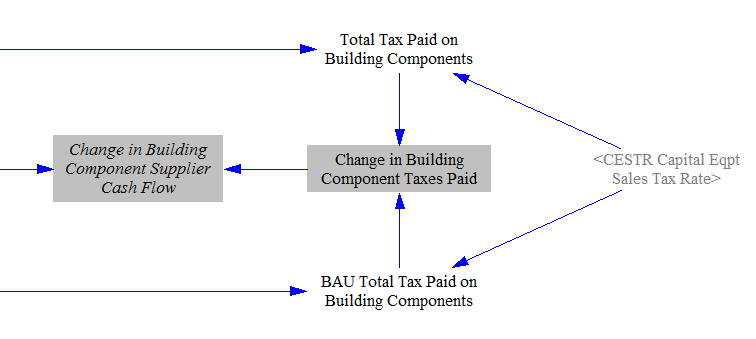 Total Tax Paid on
Building Components
Change in Building
Component Supplier
Cash Flow
Change in Building
Component Taxes Paid
<CESTR Capital Eqpt
Sales Tax Rate>
BAU Total Tax Paid on
Building Components